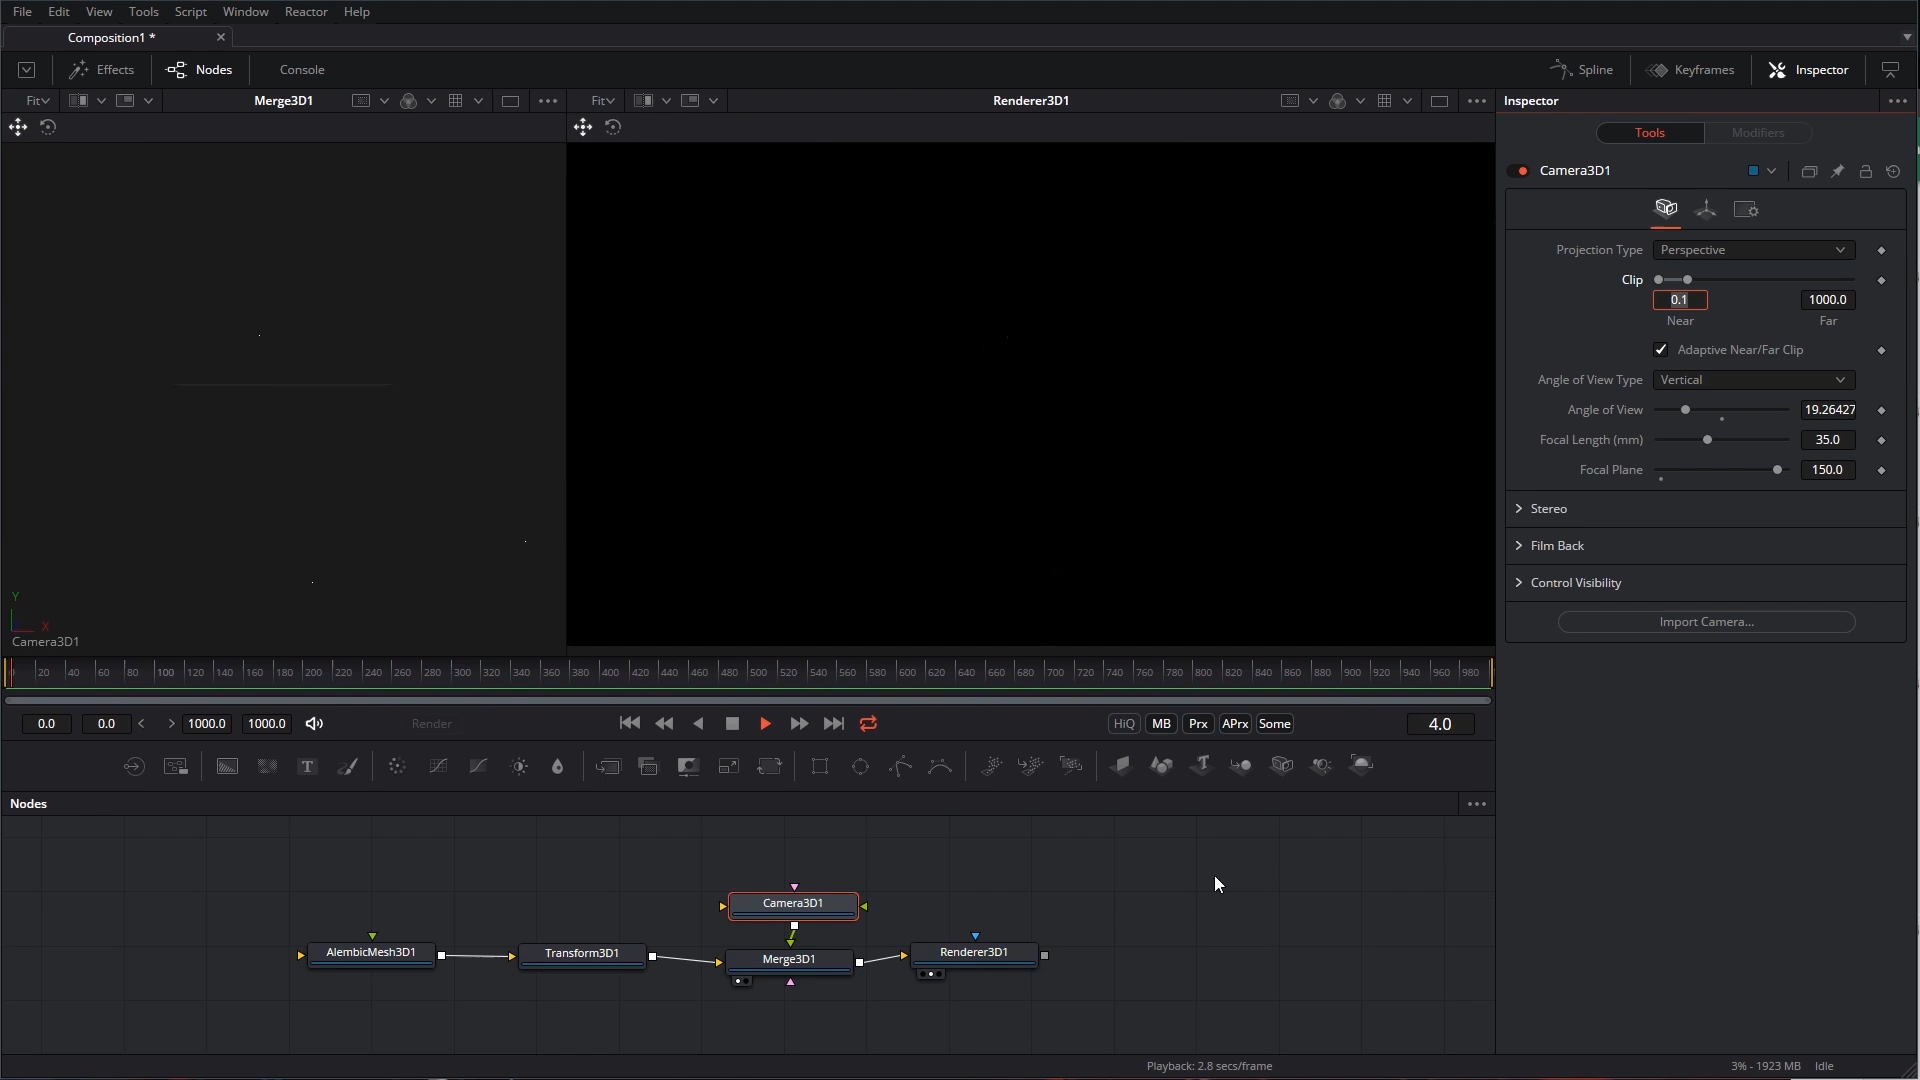 File Edit View Tools Script Window Reactor Help
Composition1 *
Effects Nodes Console Spline Keyframes Inspector
Fit Merge3D1 Fit Renderer3D1 Inspector
Tools Modifiers
Camera3D1
Projection Type Perspective
Clip
0.1 1000.0
Near Far
Adaptive Near/Far Clip
Angle of View Type Vertical
Angle of View 19.26427
Focal Length (mm) 35.0
Focal Plane 150.0
Stereo
Film Back
Control Visibility
Import Camera...
Y
X
Camera3D1
20 40 60 80 100 120 140 160 180 200 220 240 260 280 300 320 340 360 380 400 420 440 460 480 500 520 540 560 580 600 620 640 660 680 700 720 740 760 780 800 820 840 860 880 900 920 940 960 980
0.0 0.0 < > 1000.0 1000.0 Render HiQ MB Prx APrx Some 4.0
Nodes
Camera3D1
AlembicMesh3D1 Transform3D1 Merge3D1 Renderer3D1
Playback: 2.8 secs/frame 3% - 1923 MB Idle